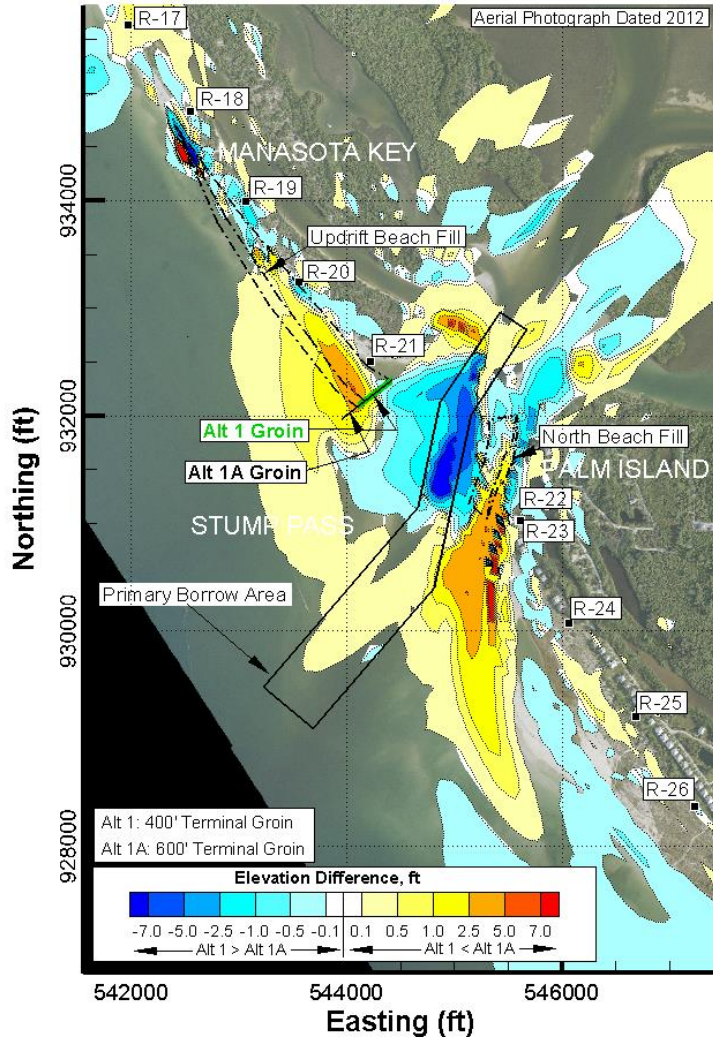 Aerial Photograph Dated 2012
R-17
R-18
MANASOTA KEY
R-19
Updrift Beach Fill
R-20
R-21
Alt 1 Groin
North Beach Fill
Alt 1A Groin
PALM ISLAND
R-22
STUMP PASS
R-23
Primary Borrow Area
R-24
R-25
R-26
Alt 1: 400' Terminal Groin
Alt 1A: 600' Terminal Groin
Elevation Difference, ft
-7.0 -5.0 -2.5 -1.0 -0.5 -0.1 0.1 0.5 1.0 2.5 5.0 7.0
Alt 1 > Alt 1A Alt 1 < Alt 1A
934000
932000
930000
928000
Northing (ft)
542000 544000 546000
Easting (ft)